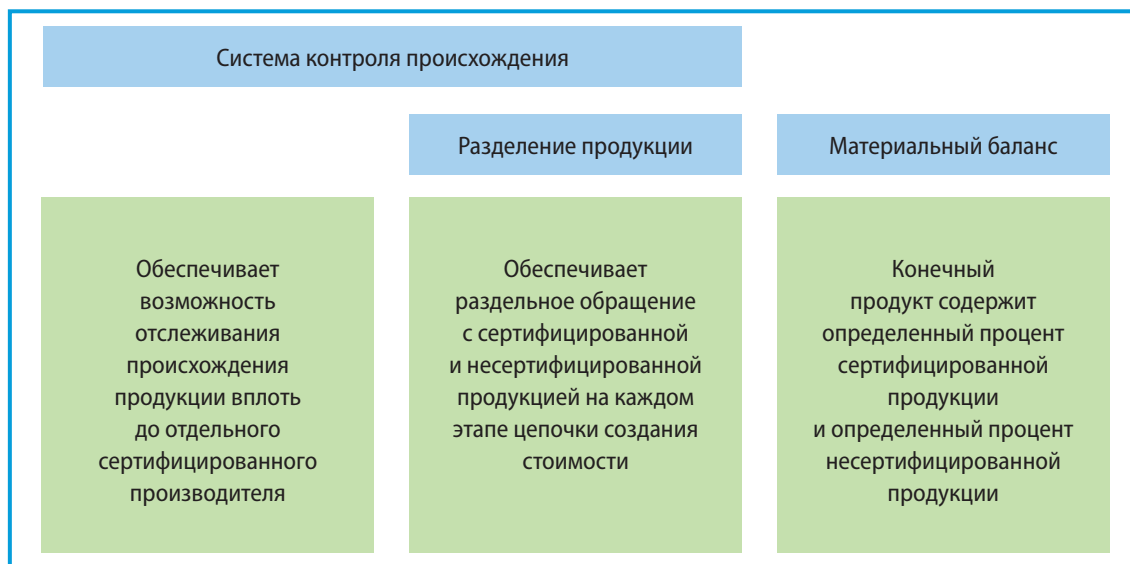 Система контроля происхождения
Разделение продукции
Материальный баланс
Обеспечивает
возможность
отслеживания
происхождения
продукции вплоть
до отдельного
сертифицированного
производителя
Обеспечивает
раздельное обращение
с сертифицированной
и несертифицированной
продукцией на каждом
этапе цепочки создания
стоимости
Конечный
продукт содержит
определенный процент
сертифицированной
продукции
и определенный процент
несертифицированной
продукции